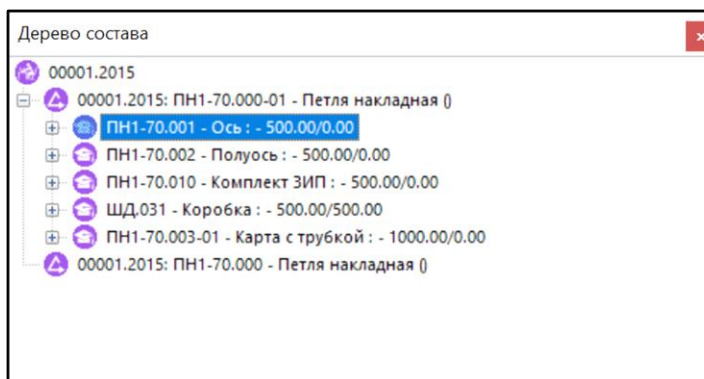 Дерево состава
00001.2015
00001.2015: ПН1-70.000-01 - Петля накладная ()
ПН1-70.001 - Ось : - 500.00/0.00
ПН1-70.002 - Полуось : - 500.00/0.00
ПН1-70.010 - Комплект ЗИП : - 500.00/0.00
ШД.031 - Коробка : - 500.00/500.00
ПН1-70.003-01 - Карта с трубкой : - 1000.00/0.00
00001.2015: ПН1-70.000 - Петля накладная ()